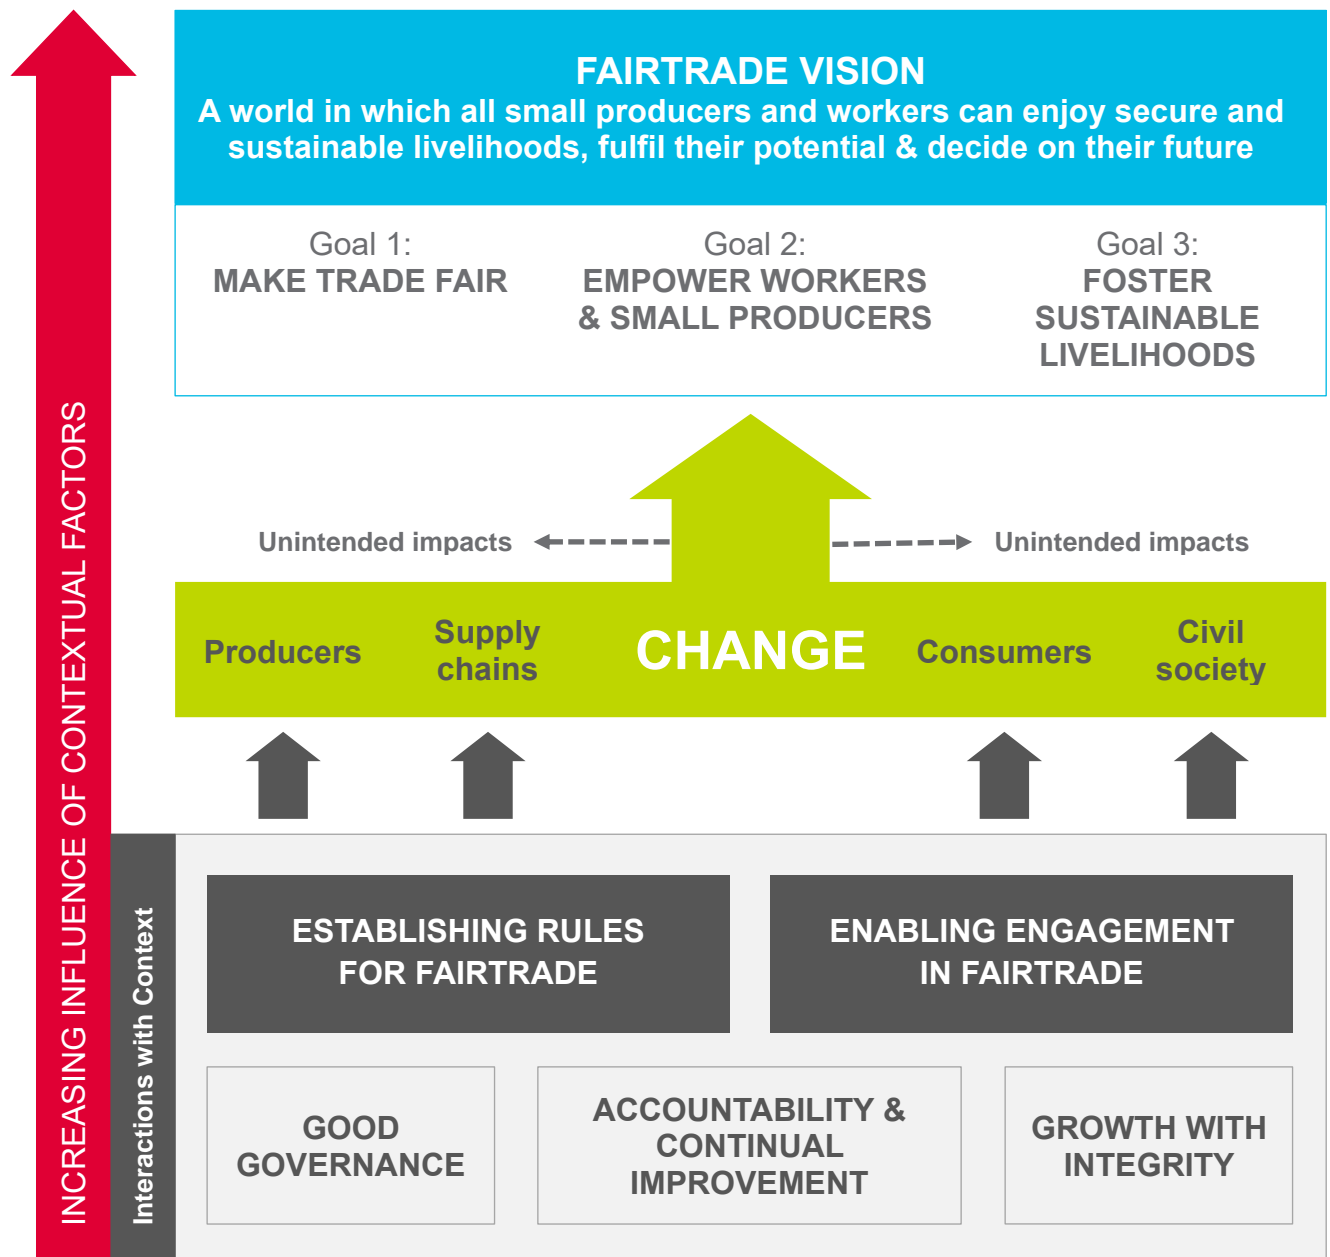 FAIRTRADE VISION
A world in which all small producers and workers can enjoy secure and
sustainable livelihoods, fulfil their potential & decide on their future
Goal 1:
MAKE TRADE FAIR
Goal 2:
EMPOWER WORKERS
& SMALL PRODUCERS
Goal 3:
FOSTER
SUSTAINABLE
LIVELIHOODS
INCREASING INFLUENCE OF CONTEXTUAL FACTORS
Unintended impacts
Unintended impacts
Producers
Supply
chains
CHANGE
Consumers
Civil
society
Interactions with Context
ESTABLISHING RULES
FOR FAIRTRADE
ENABLING ENGAGEMENT
IN FAIRTRADE
GOOD
GOVERNANCE
ACCOUNTABILITY &
CONTINUAL
IMPROVEMENT
GROWTH WITH
INTEGRITY